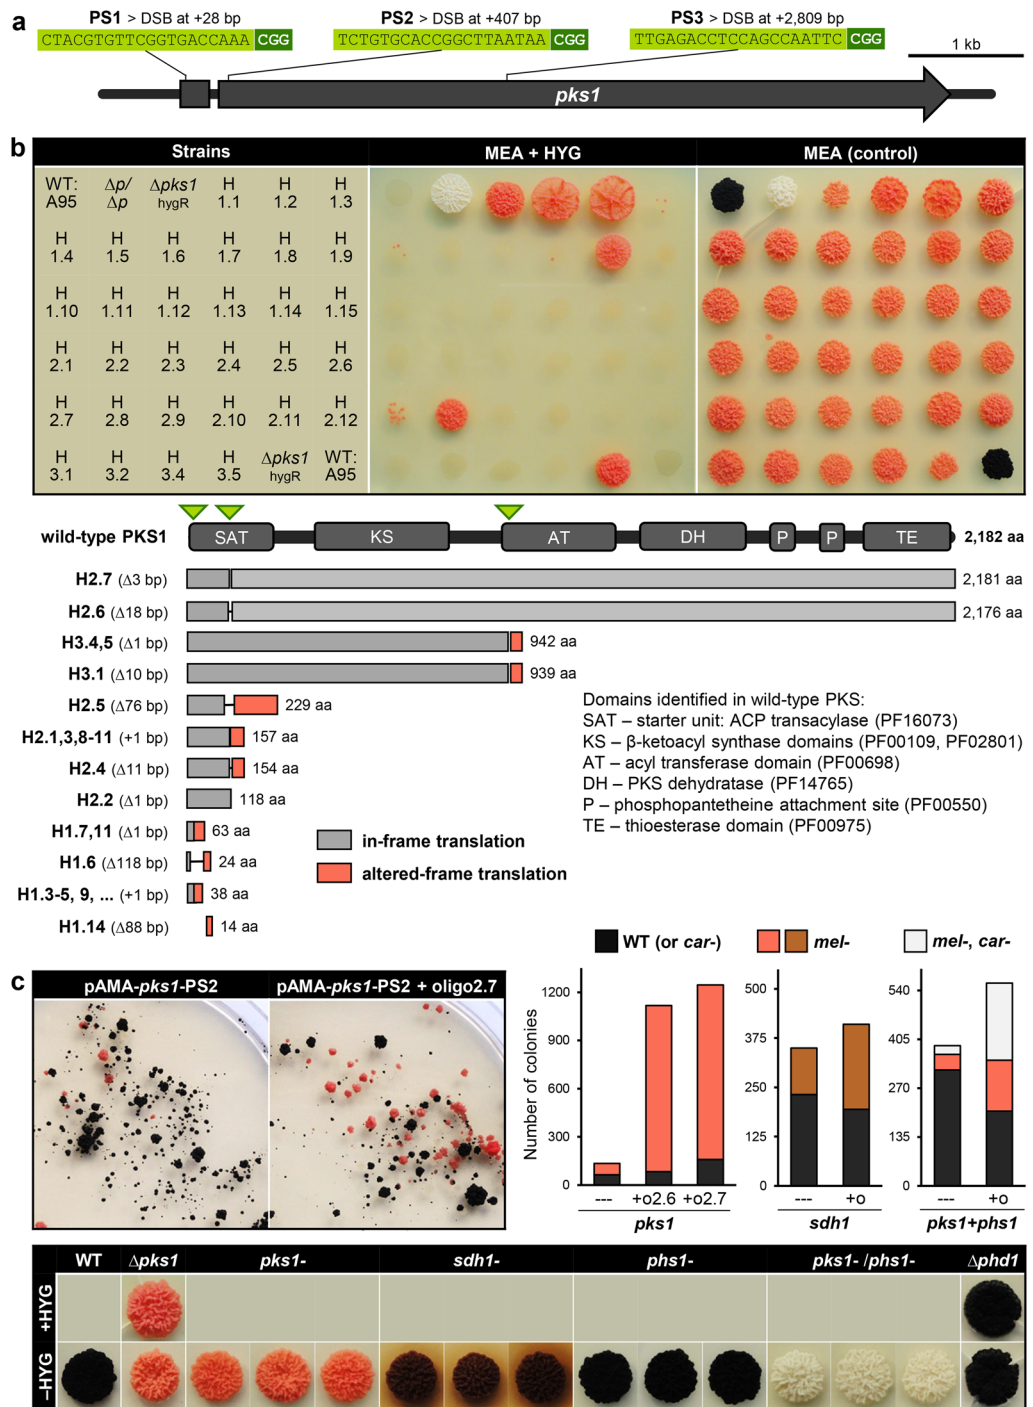 a
PS1 > DSB at +28 bp
PS2 > DSB at +407 bp
PS3 > DSB at +2,809 bp
CTACGTGTTCGGTGACCAAA CGG
TCTGTGCACCGGCTTAATAA CGG
TTGAGACCTCCAGCCAATTC CGG
1 kb
pks1
b
Strains
MEA + HYG
MEA (control)
WT: A95
Δp/ Δp
Δpks1 hygR
H 1.1
H 1.2
H 1.3
H 1.4
H 1.5
H 1.6
H 1.7
H 1.8
H 1.9
H 1.10
H 1.11
H 1.12
H 1.13
H 1.14
H 1.15
H 2.1
H 2.2
H 2.3
H 2.4
H 2.5
H 2.6
H 2.7
H 2.8
H 2.9
H 2.10
H 2.11
H 2.12
H 3.1
H 3.2
H 3.4
H 3.5
Δpks1 hygR
WT: A95
wild-type PKS1
SAT
KS
AT
DH
P
P
TE
2,182 aa
H2.7 (Δ3 bp)
2,181 aa
H2.6 (Δ18 bp)
2,176 aa
H3.4,5 (Δ1 bp)
942 aa
H3.1 (Δ10 bp)
939 aa
H2.5 (Δ76 bp)
229 aa
H2.1,3,8-11 (+1 bp)
157 aa
H2.4 (Δ11 bp)
154 aa
H2.2 (Δ1 bp)
118 aa
H1.7,11 (Δ1 bp)
63 aa
H1.6 (Δ118 bp)
24 aa
H1.3-5, 9, ... (+1 bp)
38 aa
H1.14 (Δ88 bp)
14 aa
Domains identified in wild-type PKS:
SAT – starter unit: ACP transacylase (PF16073)
KS – β-ketoacyl synthase domains (PF00109, PF02801)
AT – acyl transferase domain (PF00698)
DH – PKS dehydratase (PF14765)
P – phosphopantetheine attachment site (PF00550)
TE – thioesterase domain (PF00975)
in-frame translation
altered-frame translation
WT (or car-)
mel-
mel-, car-
c
pAMA-pks1-PS2
pAMA-pks1-PS2 + oligo2.7
Number of colonies
1200
900
600
300
0
---
+o2.6
+o2.7
pks1
500
375
250
125
0
---
+o
sdh1
540
405
270
135
0
---
+o
pks1+phs1
WT
Δpks1
pks1-
sdh1-
phs1-
pks1- /phs1-
Δphd1
+HYG
–HYG